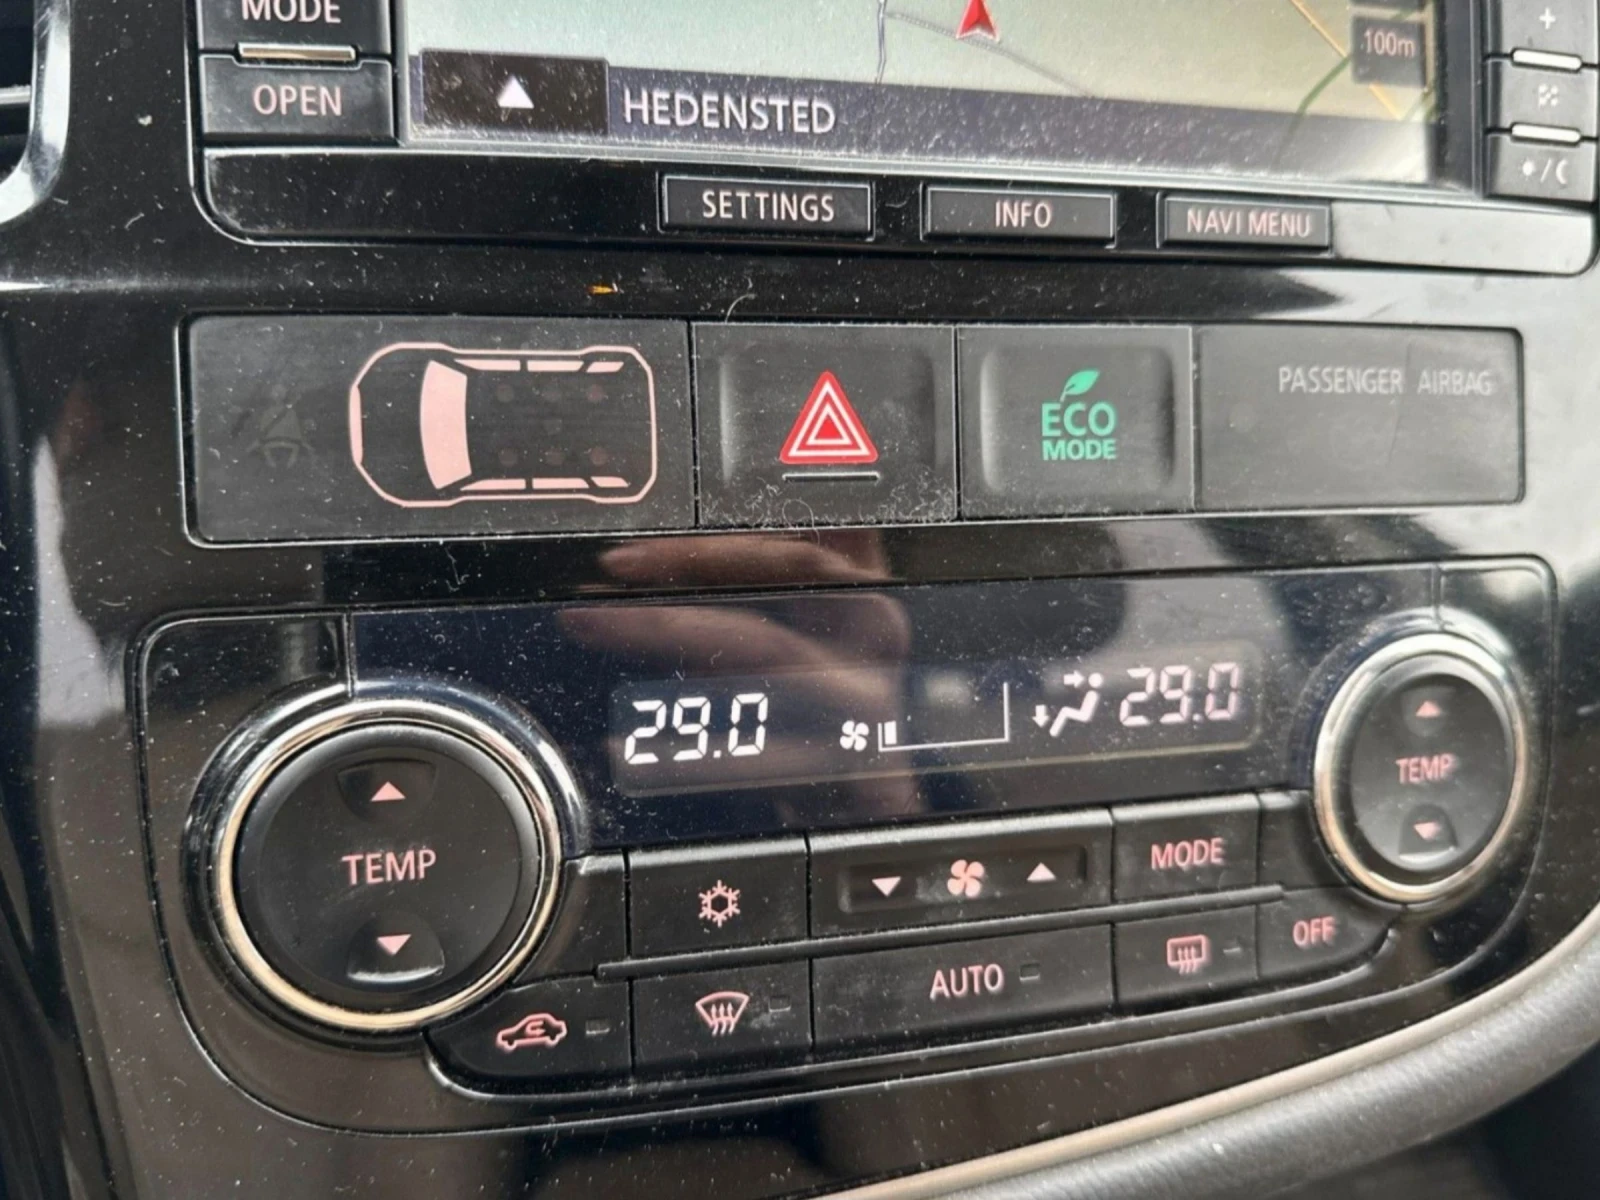 MODE
OPEN
100m
HEDENSTED
SETTINGS
INFO
NAVI MENU
ECO
MODE
PASSENGER AIRBAG
29.0
29.0
TEMP
TEMP
MODE
AUTO
OFF